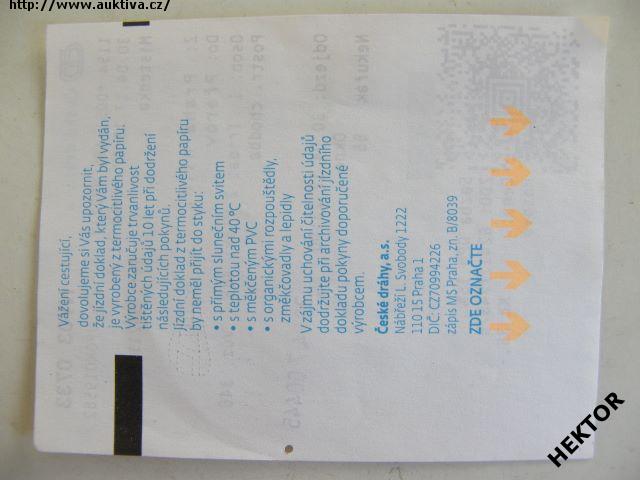 http://www.auktiva.cz/
Vážení cestující,
dovolujeme si Vás upozornit,
že jízdní doklad, který Vám byl vydán,
je vyrobený z termocitlivého papíru.
Výrobce zaručuje trvanlivost
tištěných údajů 10 let při dodržení
následujících pokynů.
Jízdní doklad z termocitlivého papíru
by neměl přijít do styku:
• s přímým slunečním svitem
• s teplotou nad 40 °C
• s měkčeným PVC
• s organickými rozpouštědly,
změkčovadly a lepidly
V zájmu uchování čitelnosti údajů
dodržujte při archivování jízdního
dokladu pokyny doporučené
výrobcem.
České dráhy, a.s.
Nábřeží L. Svobody 1222
110 15 Praha 1
DIČ: CZ70994226
zápis MS Praha, zn. B/8039
ZDE OZNAČTE
HEKTOR